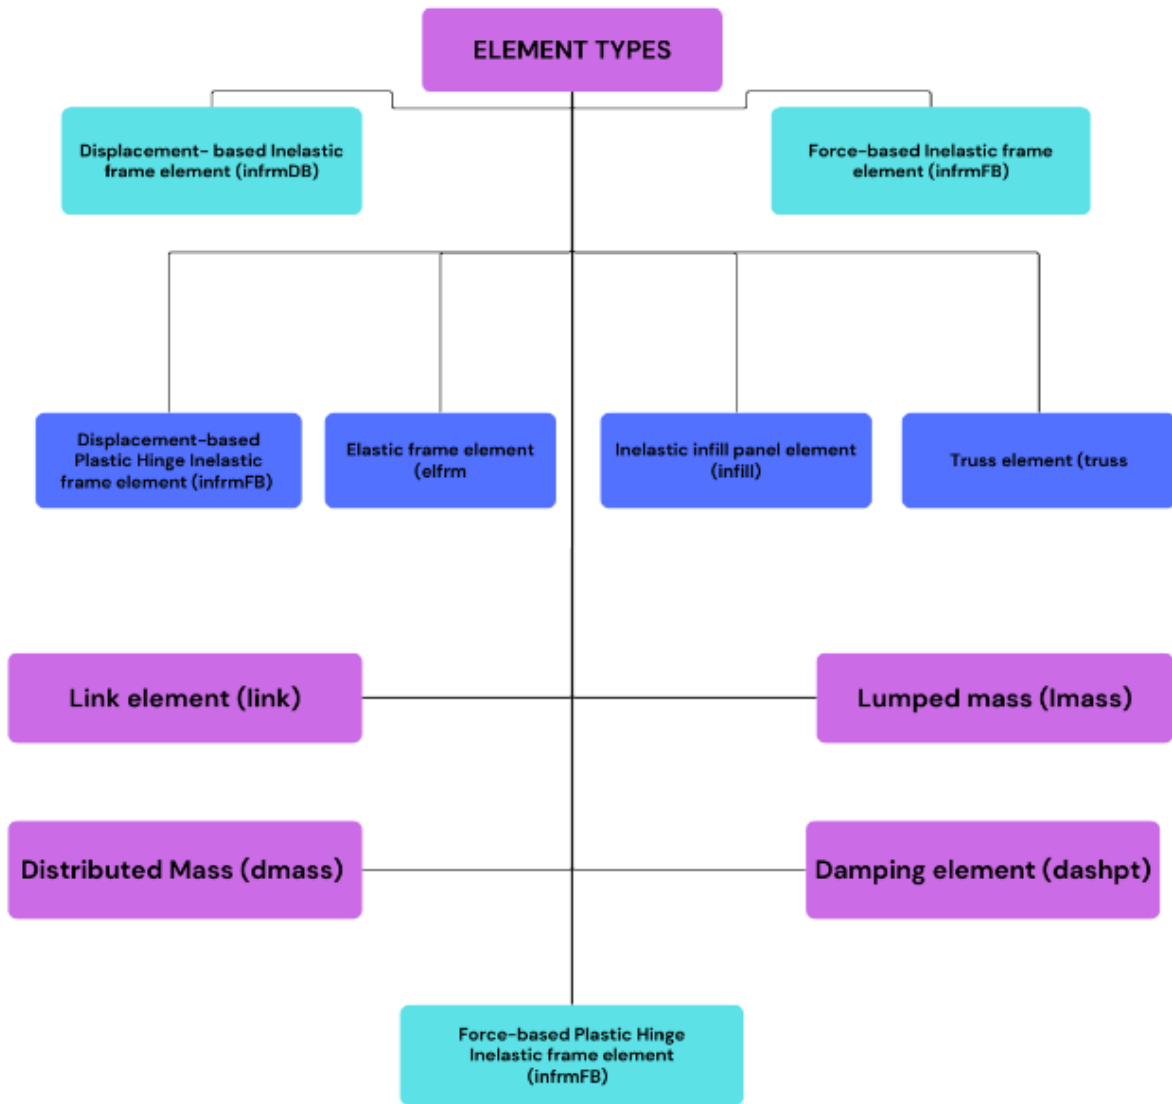 ELEMENT TYPES
Displacement- based Inelastic
frame element (infrmDB)
Force-based Inelastic frame
element (infrmFB)
Displacement-based
Plastic Hinge Inelastic
frame element (infrmFB)
Elastic frame element
(elfrm
Inelastic infill panel element
(infill)
Truss element (truss
Link element (link)
Lumped mass (lmass)
Distributed Mass (dmass)
Damping element (dashpt)
Force-based Plastic Hinge
Inelastic frame element
(infrmFB)